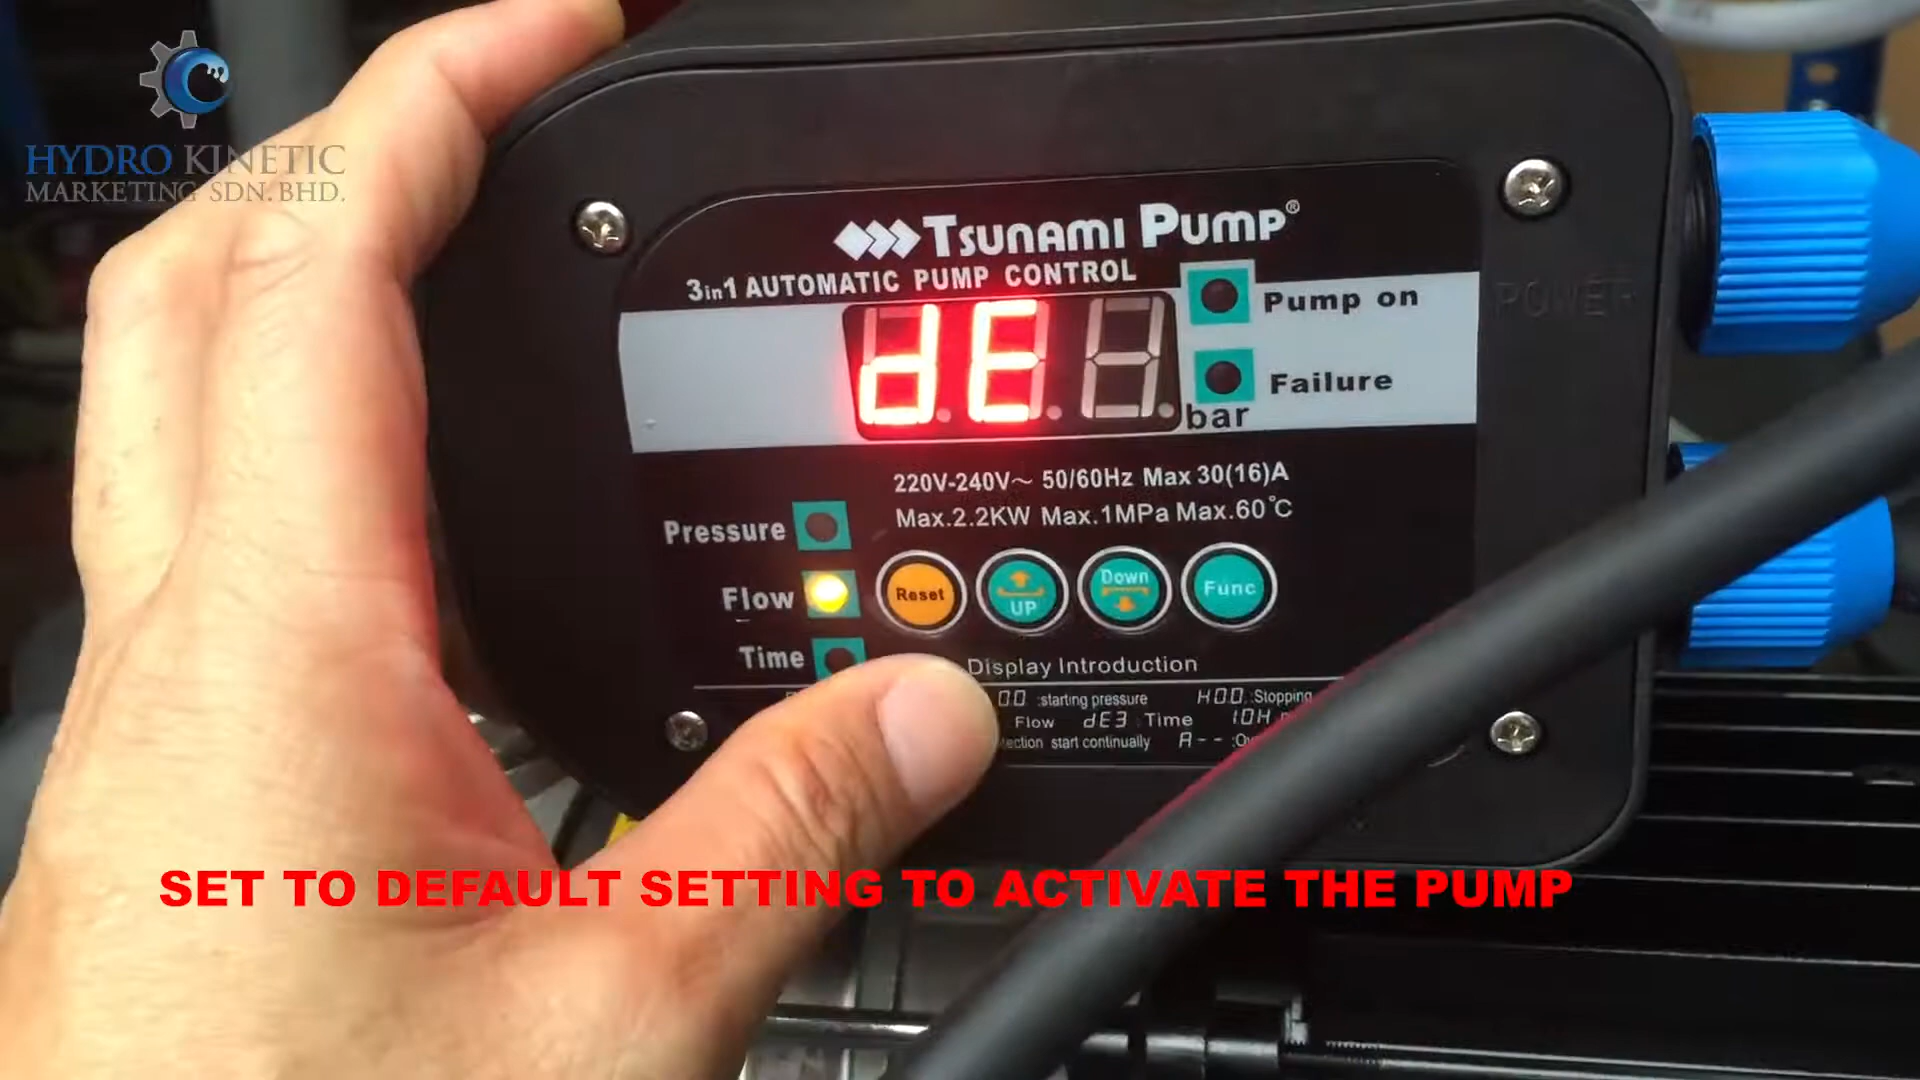 HYDRO KINETIC
MARKETING SDN. BHD.
TSUNAMI PUMP®
3in1 AUTOMATIC PUMP CONTROL
dE
Pump on
Failure
bar
POWER
220V-240V~ 50/60Hz Max 30(16)A
Max.2.2KW Max.1MPa Max.60°C
Pressure
Flow
Time
Reset
UP
Down
Func
Display Introduction
00 :starting pressure H00:Stopping
Flow dE3 Time 10H
start continually A--
SET TO DEFAULT SETTING TO ACTIVATE THE PUMP